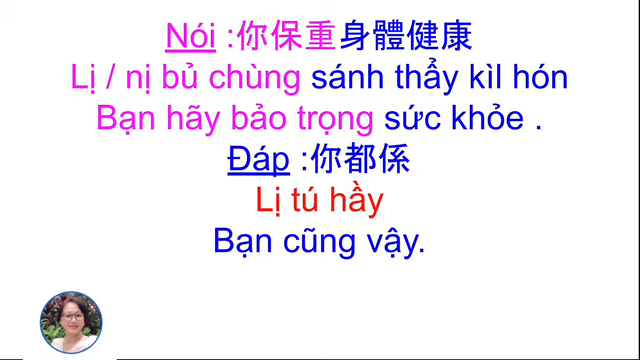 Nói :你保重身體健康
Lị / nị bủ chùng sánh thẩy kìl hón
Bạn hãy bảo trọng sức khỏe .
Đáp :你都係
Lị tú hầy
Bạn cũng vậy.